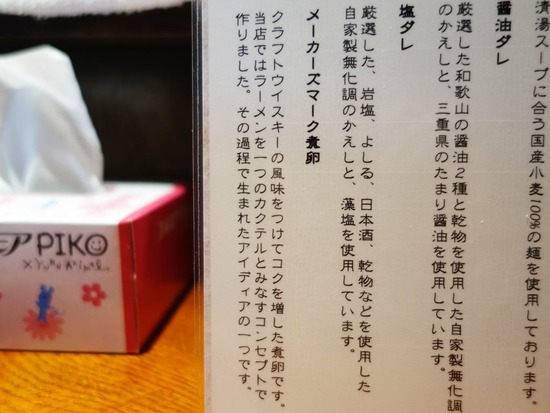 清湯スープに合う国産小麦100%の麺を使用しております。
醤油ダレ
厳選した和歌山の醤油2種と乾物を使用した自家製無化調
のかえしと、三重県のたまり醤油を使用しています。
塩ダレ
厳選した、岩塩、よしる、日本酒、乾物などを使用した
自家製無化調のかえしと、藻塩を使用しています。
メーカーズマーク煮卵
クラフトウイスキーの風味をつけてコクを増した煮卵です。
当店ではラーメンを一つのカクテルとみなすコンセプトで
作りました。その過程で生まれたアイディアの一つです。
PIKO